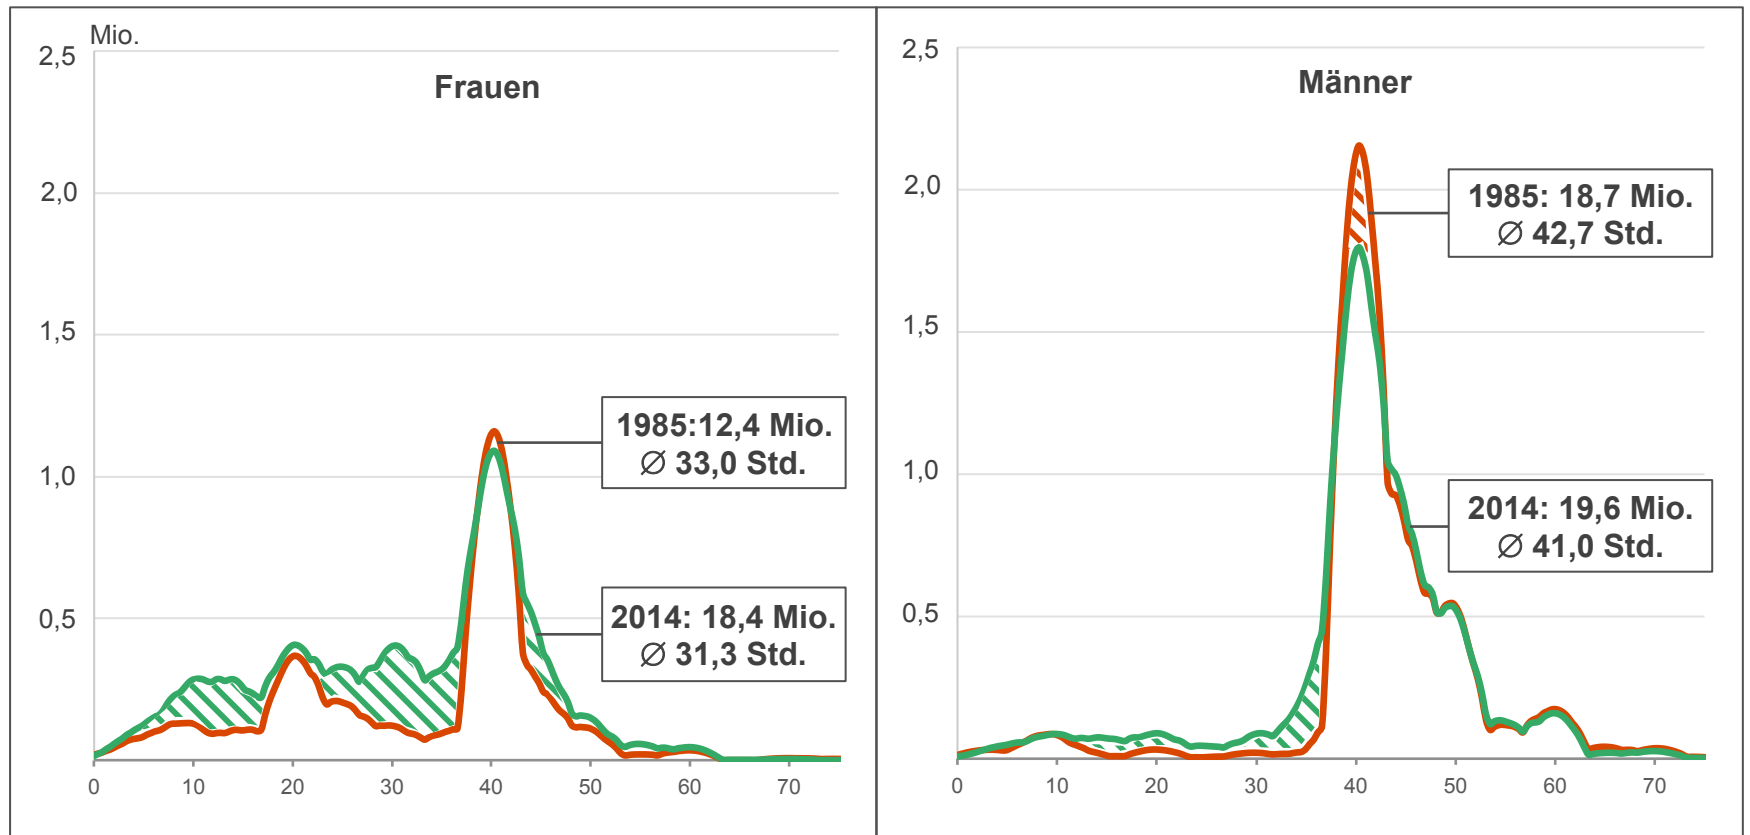 Mio.
Frauen
2,5
2,0
1,5
1,0
0,5
1985:12,4 Mio.
∅ 33,0 Std.
2014: 18,4 Mio.
∅ 31,3 Std.
0 10 20 30 40 50 60 70
Männer
2,5
2,0
1,5
1,0
0,5
1985: 18,7 Mio.
∅ 42,7 Std.
2014: 19,6 Mio.
∅ 41,0 Std.
0 10 20 30 40 50 60 70